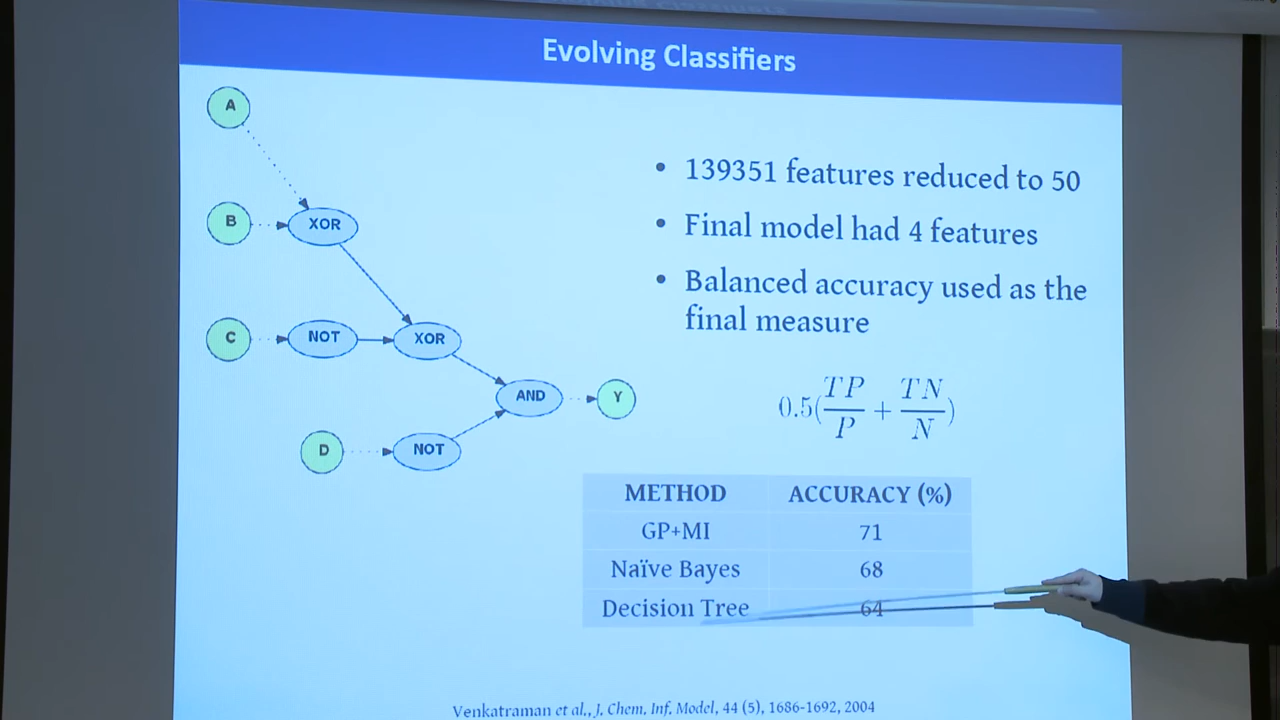 Evolving Classifiers
A
B
XOR
C
NOT
XOR
AND
Y
D
NOT
• 139351 features reduced to 50
• Final model had 4 features
• Balanced accuracy used as the
final measure
0.5(TP/P + TN/N)
METHOD ACCURACY (%)
GP+MI 71
Naïve Bayes 68
Decision Tree 64
Venkatraman et al., J. Chem. Inf. Model, 44 (5), 1686-1692, 2004